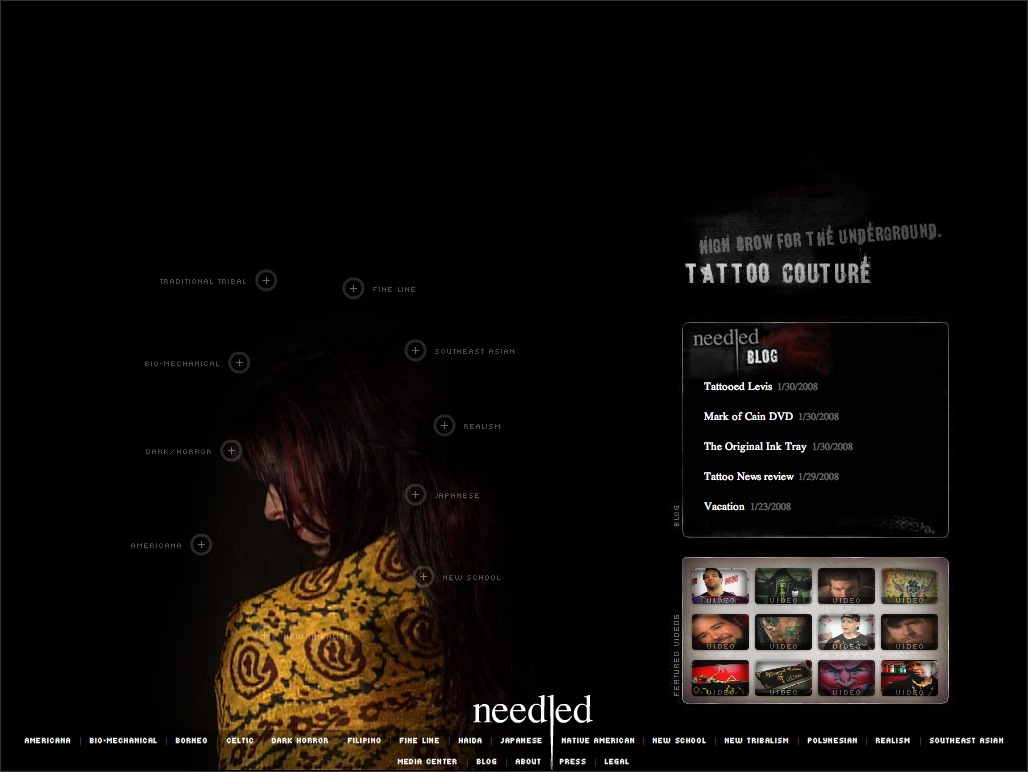 HIGH BROW FOR THE UNDERGROUND.
TATTOO COUTURE
TRADITIONAL TRIBAL
FINE LINE
BIO-MECHANICAL
SOUTHEAST ASIAN
REALISM
DARK/HORROR
JAPANESE
AMERICANA
NEW SCHOOL
NEW TRIBALISM
needled
BLOG
Tattooed Levis 1/30/2008
Mark of Cain DVD 1/30/2008
The Original Ink Tray 1/30/2008
Tattoo News review 1/29/2008
Vacation 1/23/2008
BLOG
FEATURED VIDEOS
VIDEO VIDEO VIDEO VIDEO
VIDEO VIDEO VIDEO VIDEO
VIDEO VIDEO VIDEO VIDEO
needled
AMERICANA | BIO-MECHANICAL | BORNEO | CELTIC | DARK HORROR | FILIPINO | FINE LINE | HAIDA | JAPANESE | NATIVE AMERICAN | NEW SCHOOL | NEW TRIBALISM | POLYNESIAN | REALISM | SOUTHEAST ASIAN
MEDIA CENTER | BLOG | ABOUT | PRESS | LEGAL